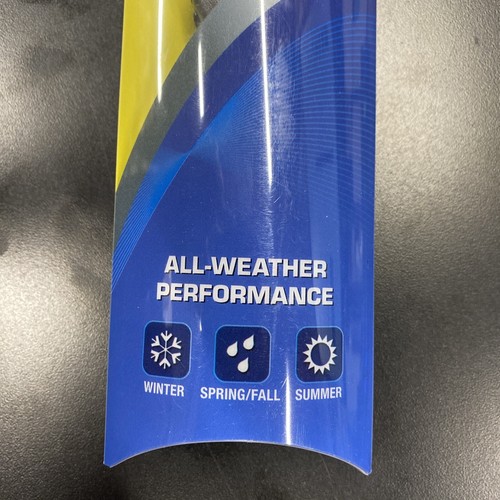 ALL-WEATHER
PERFORMANCE
WINTER SPRING/FALL SUMMER